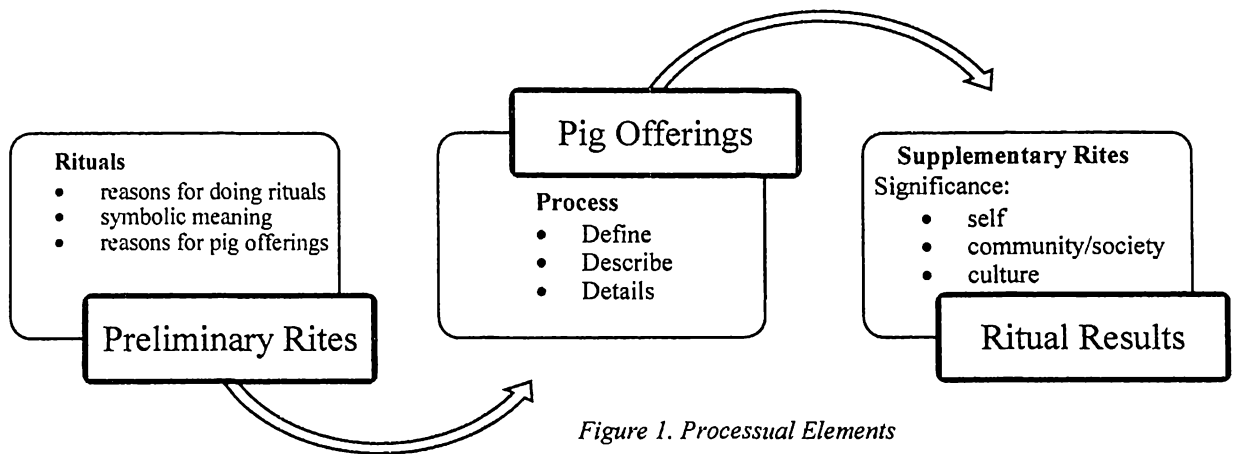 Rituals
• reasons for doing rituals
• symbolic meaning
• reasons for pig offerings
Preliminary Rites
Pig Offerings
Process
• Define
• Describe
• Details
Supplementary Rites
Significance:
• self
• community/society
• culture
Ritual Results
Figure 1. Processual Elements